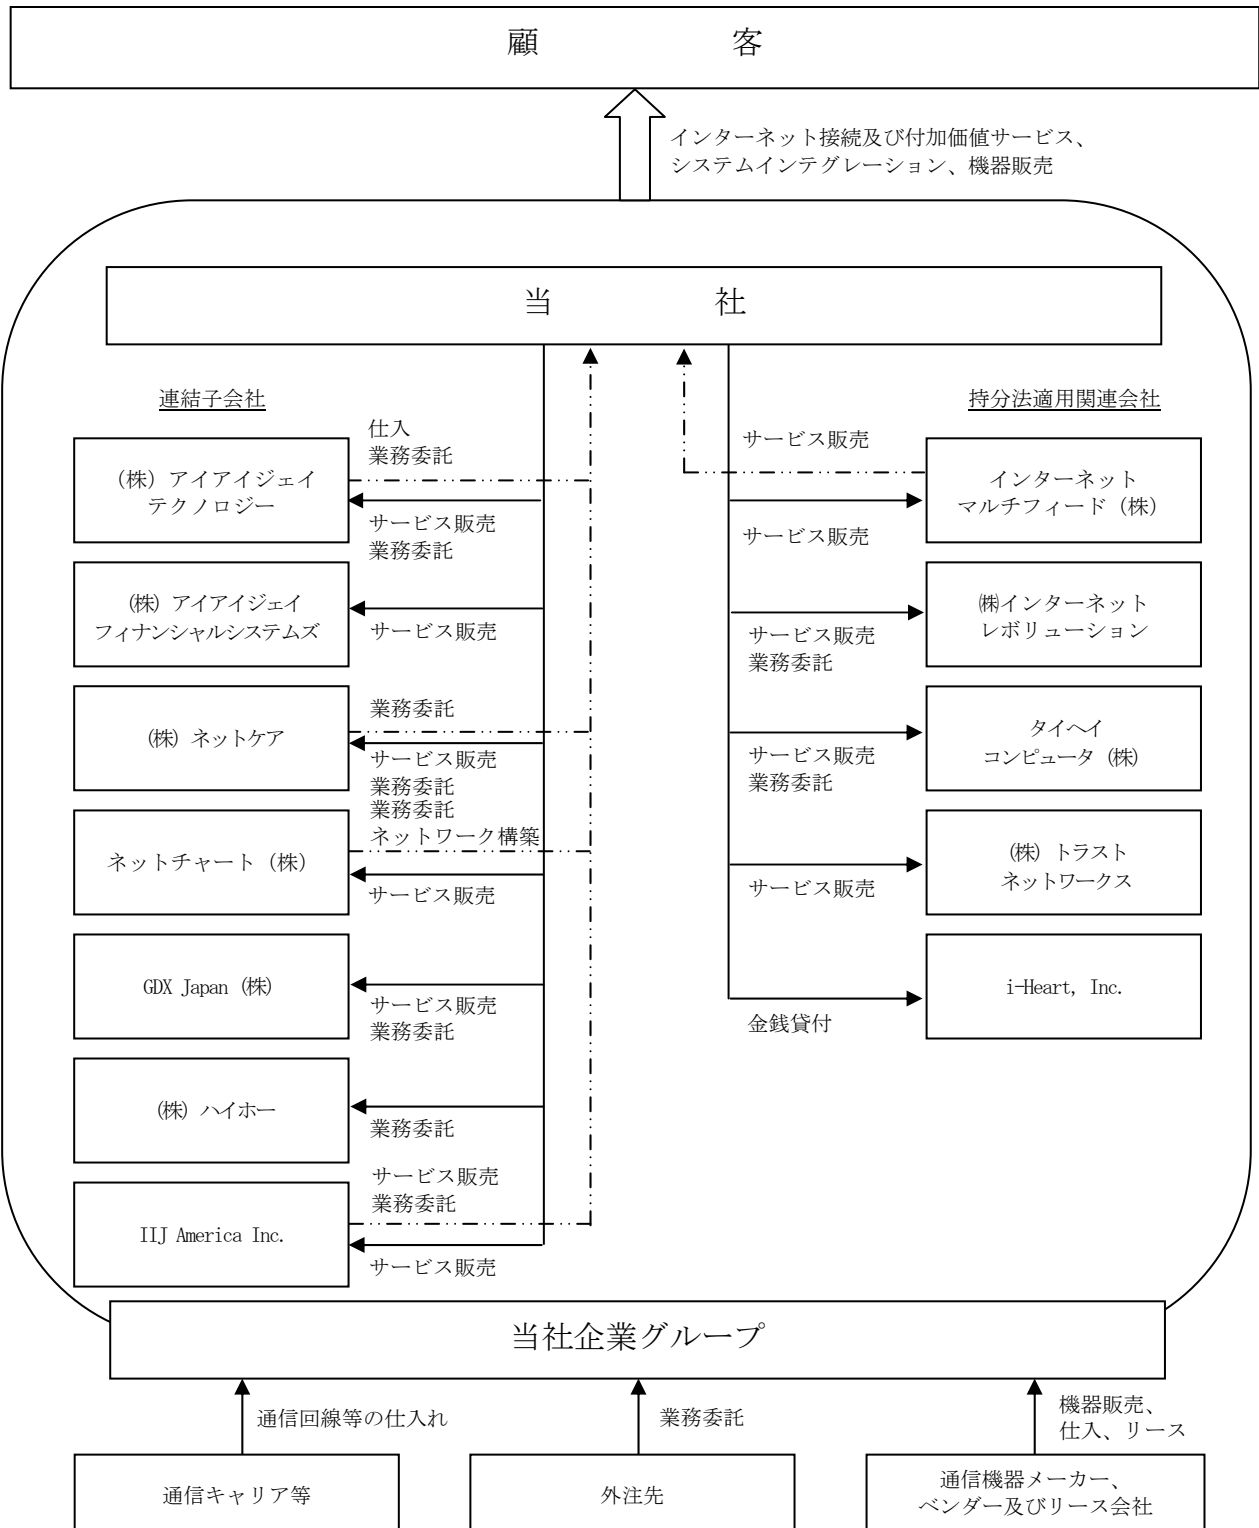 顧　客
インターネット接続及び付加価値サービス、
システムインテグレーション、機器販売
当　社
連結子会社
持分法適用関連会社
仕入
業務委託
(株) アイアイジェイ
テクノロジー
サービス販売
業務委託
(株) アイアイジェイ
フィナンシャルシステムズ
サービス販売
業務委託
(株) ネットケア
サービス販売
業務委託
業務委託
ネットワーク構築
ネットチャート (株)
サービス販売
GDX Japan (株)
サービス販売
業務委託
(株) ハイホー
業務委託
サービス販売
業務委託
IIJ America Inc.
サービス販売
サービス販売
インターネット
マルチフィード (株)
サービス販売
㈱インターネット
レボリューション
サービス販売
業務委託
タイヘイ
コンピュータ (株)
サービス販売
業務委託
(株) トラスト
ネットワークス
サービス販売
i-Heart, Inc.
金銭貸付
当社企業グループ
通信回線等の仕入れ
業務委託
機器販売、
仕入、リース
通信キャリア等
外注先
通信機器メーカー、
ベンダー及びリース会社